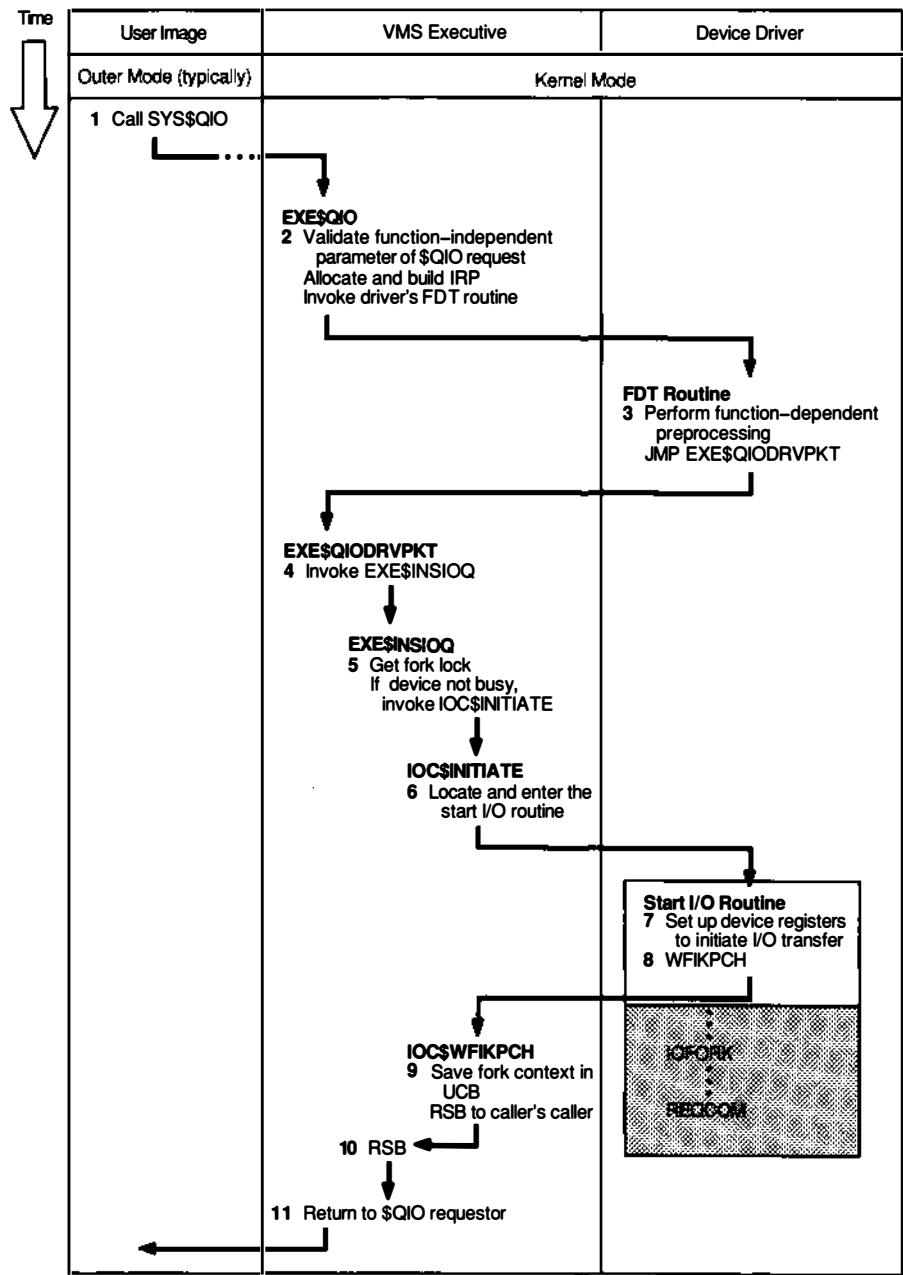 Time
User Image
VMS Executive
Device Driver
Outer Mode (typically)
Kernel Mode
1 Call SYS$QIO
EXE$QIO
2 Validate function–independent
parameter of $QIO request
Allocate and build IRP
Invoke driver's FDT routine
FDT Routine
3 Perform function–dependent
preprocessing
JMP EXE$QIODRVPKT
EXE$QIODRVPKT
4 Invoke EXE$INSIOQ
EXE$INSIOQ
5 Get fork lock
If device not busy,
invoke IOC$INITIATE
IOC$INITIATE
6 Locate and enter the
start I/O routine
Start I/O Routine
7 Set up device registers
to initiate I/O transfer
8 WFIKPCH
IOFORK
REQCOM
IOC$WFIKPCH
9 Save fork context in
UCB
RSB to caller's caller
10 RSB
11 Return to $QIO requestor